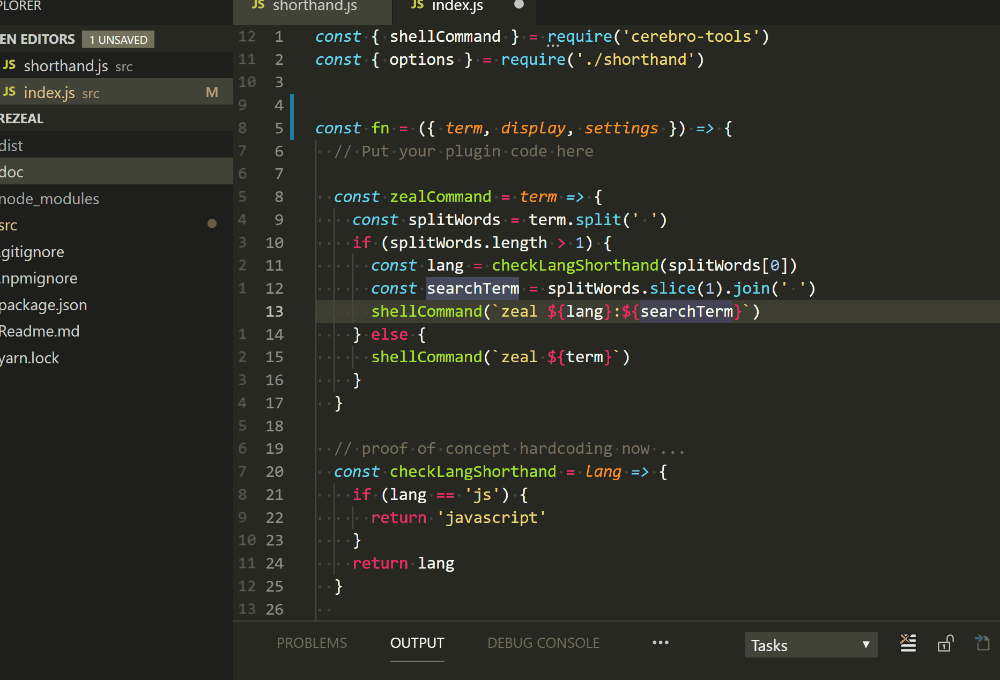 PLORER
EN EDITORS 1 UNSAVED
JS shorthand.js src
JS index.js src M
REZEAL
dist
doc
node_modules
src
.gitignore
.npmignore
package.json
Readme.md
yarn.lock
JS shorthand.js JS index.js
12 1 const { shellCommand } = require('cerebro-tools')
11 2 const { options } = require('./shorthand')
10 3
9 4
8 5 const fn = ({ term, display, settings }) => {
7 6 // Put your plugin code here
6 7
5 8 const zealCommand = term => {
4 9 const splitWords = term.split(' ')
3 10 if (splitWords.length > 1) {
2 11 const lang = checkLangShorthand(splitWords[0])
1 12 const searchTerm = splitWords.slice(1).join(' ')
13 shellCommand(`zeal ${lang}:${searchTerm}`)
1 14 } else {
2 15 shellCommand(`zeal ${term}`)
3 16 }
4 17 }
5 18
6 19 // proof of concept hardcoding now ...
7 20 const checkLangShorthand = lang => {
8 21 if (lang == 'js') {
9 22 return 'javascript'
10 23 }
11 24 return lang
12 25 }
13 26
PROBLEMS OUTPUT DEBUG CONSOLE ••• Tasks